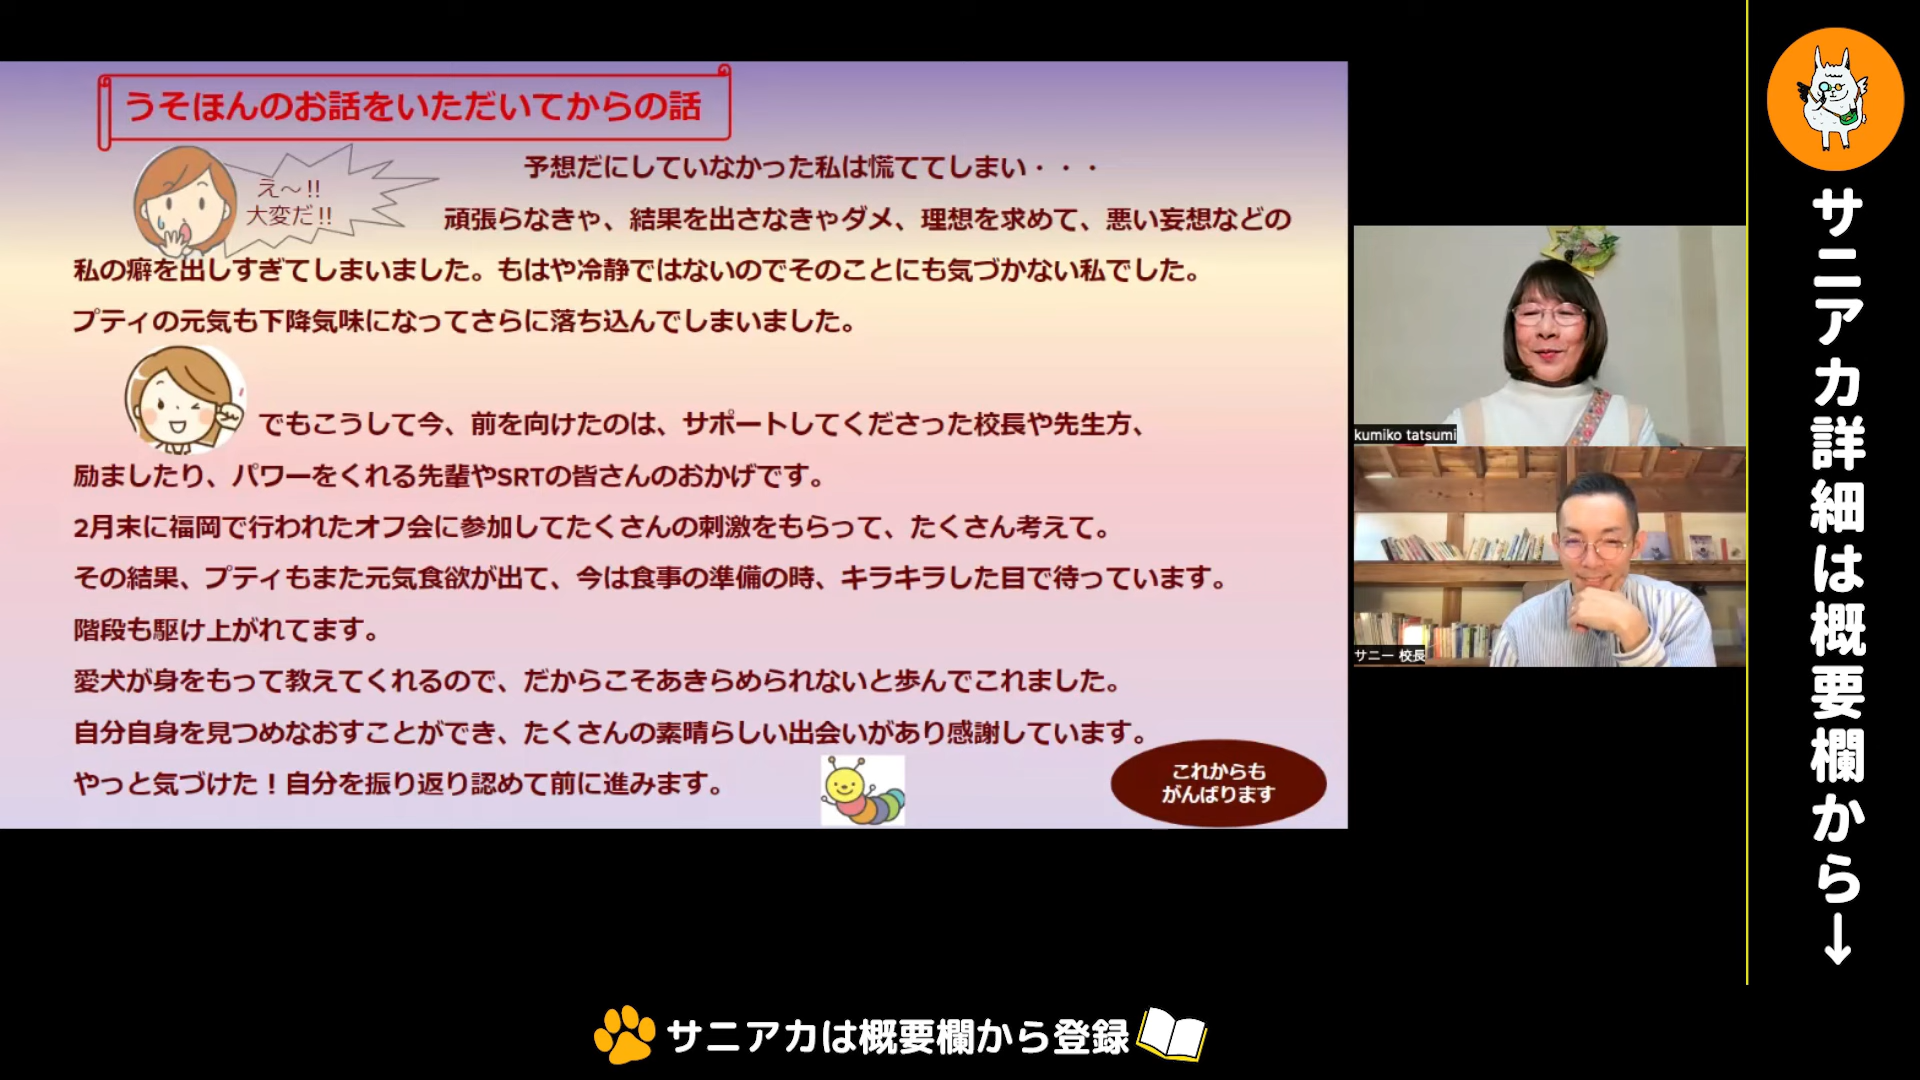 うそほんのお話をいただいてからの話
え～!!
大変だ!!
予想だにしていなかった私は慌ててしまい・・・
頑張らなきゃ、結果を出さなきゃダメ、理想を求めて、悪い妄想などの
私の癖を出しすぎてしまいました。もはや冷静ではないのでそのことにも気づかない私でした。
プティの元気も下降気味になってさらに落ち込んでしまいました。
でもこうして今、前を向けたのは、サポートしてくださった校長や先生方、
励ましたり、パワーをくれる先輩やSRTの皆さんのおかげです。
2月末に福岡で行われたオフ会に参加してたくさんの刺激をもらって、たくさん考えて。
その結果、プティもまた元気食欲が出て、今は食事の準備の時、キラキラした目で待っています。
階段も駆け上がれてます。
愛犬が身をもって教えてくれるので、だからこそあきらめられないと歩んでこれました。
自分自身を見つめなおすことができ、たくさんの素晴らしい出会いがあり感謝しています。
やっと気づけた！自分を振り返り認めて前に進みます。
これからも
がんばります
kumiko tatsumi
サニー 校長
サニアカ詳細は概要欄から→
サニアカは概要欄から登録